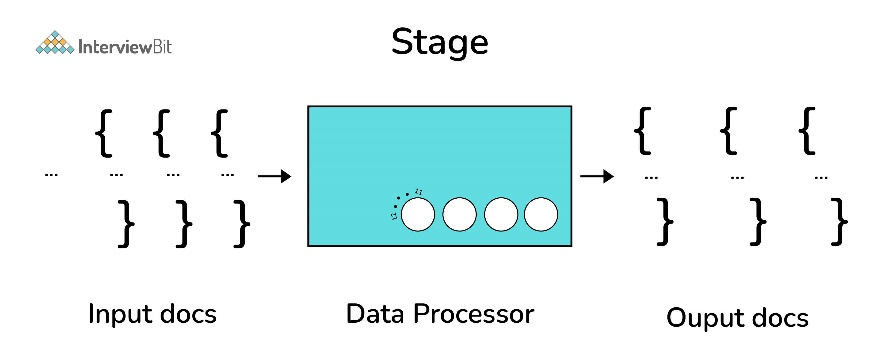 InterviewBit
Stage
{ { {
{ { {
... ... ... ...
... ... ...
} } }
} } }
Input docs
Data Processor
Ouput docs